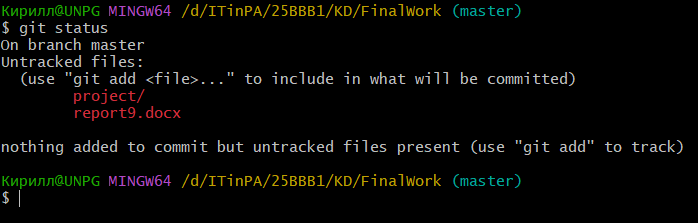 Кирилл@UNPG MINGW64 /d/ITinPA/25BBB1/KD/FinalWork (master)
$ git status
On branch master
Untracked files:
  (use "git add <file>..." to include in what will be committed)
        project/
        report9.docx

nothing added to commit but untracked files present (use "git add" to track)

Кирилл@UNPG MINGW64 /d/ITinPA/25BBB1/KD/FinalWork (master)
$